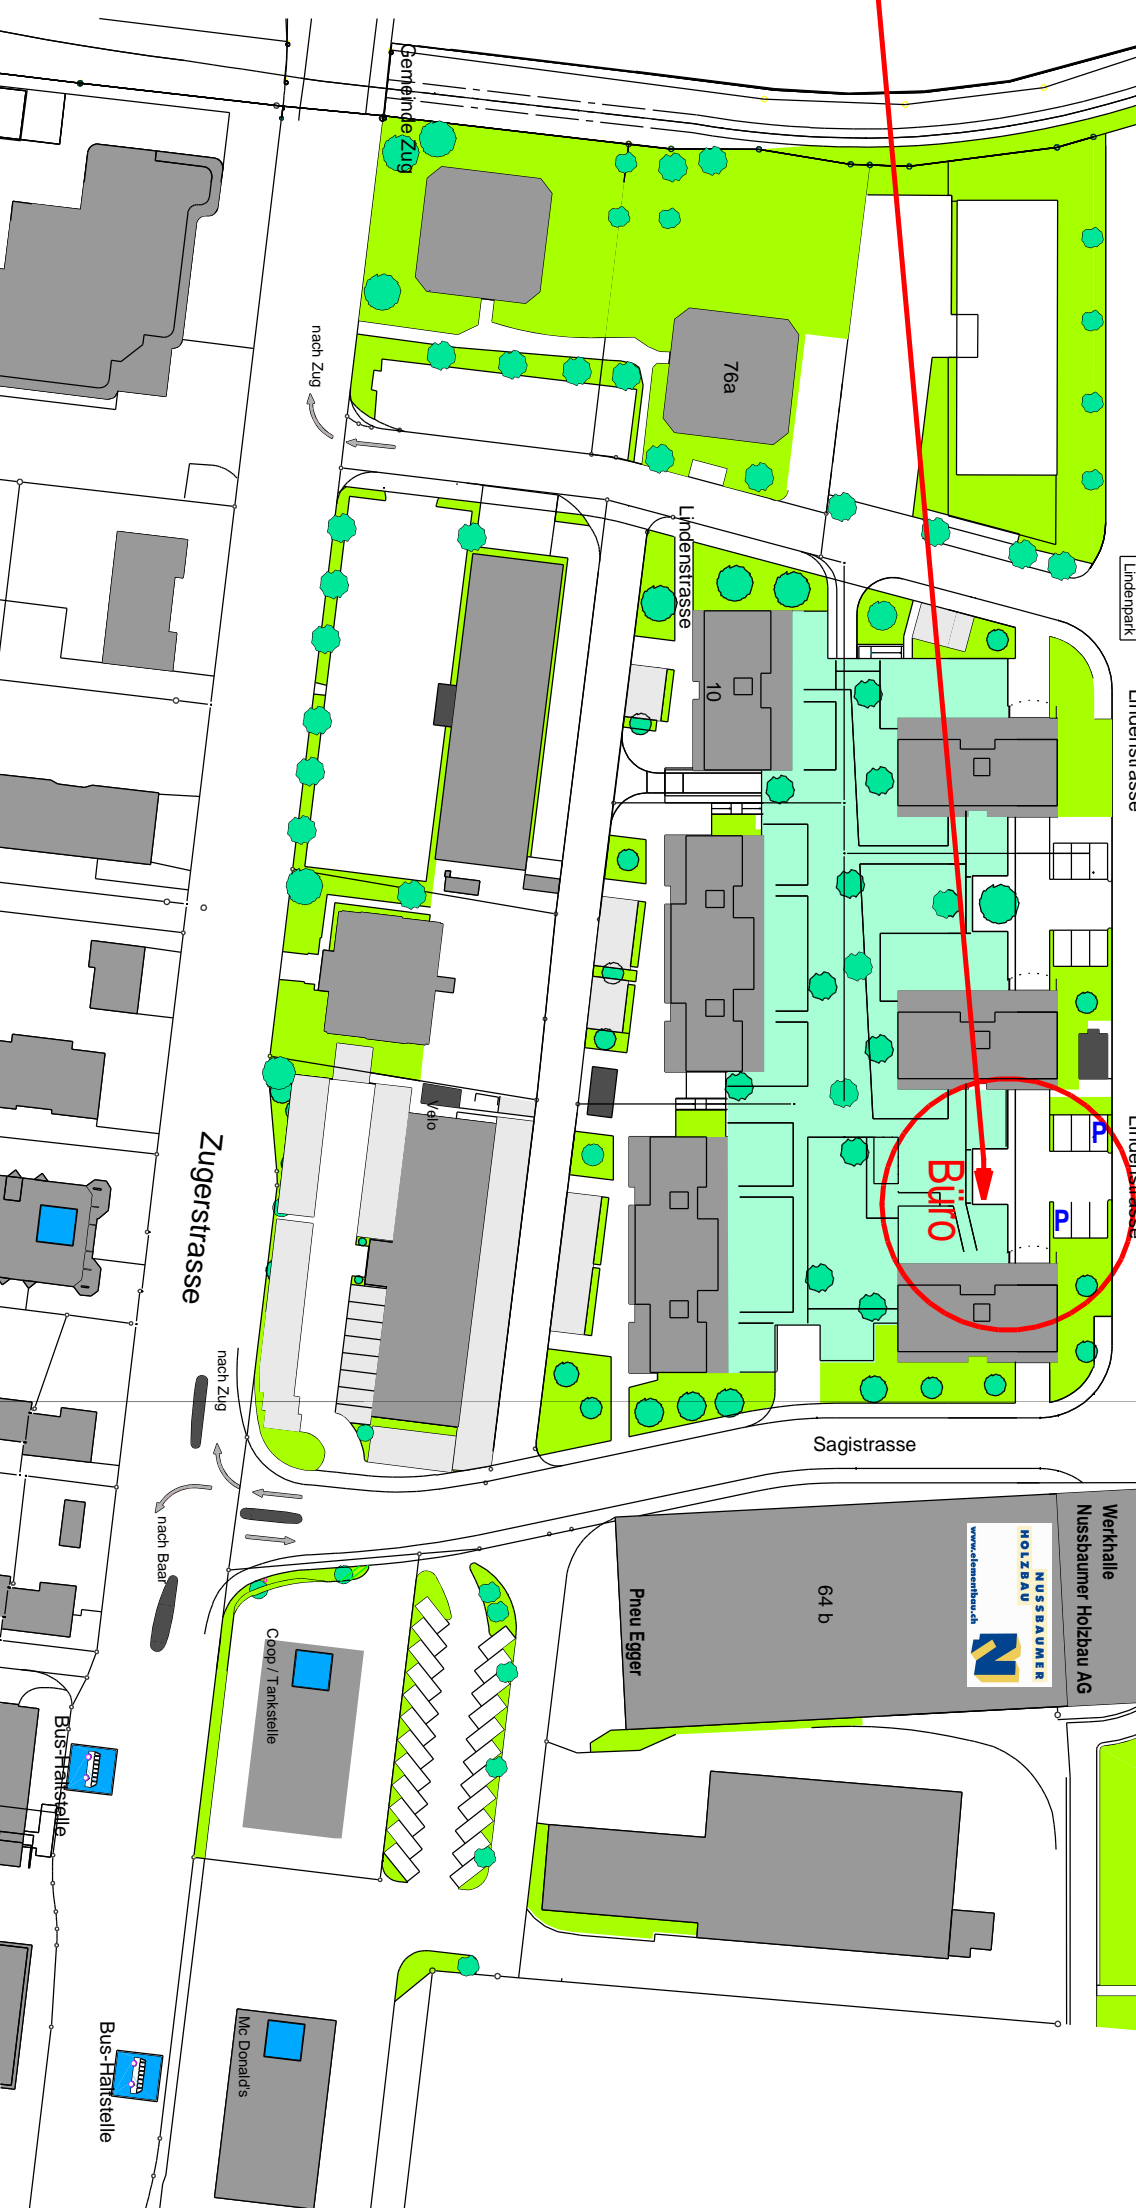 Gemeinde Zug
nach Zug
76a
Lindenstrasse
Lindenpark
Lindenstrasse
10
Velo
Zugerstrasse
Büro
P
P
Lindenstrasse
nach Zug
Sagistrasse
nach Baar
Werkhalle
Nussbaumer Holzbau AG
NUSSBAUMER
HOLZBAU
www.elementbau.ch
N
64 b
Pneu Egger
Coop / Tankstelle
Bus-Haltstelle
Mc Donald's
Bus-Haltstelle